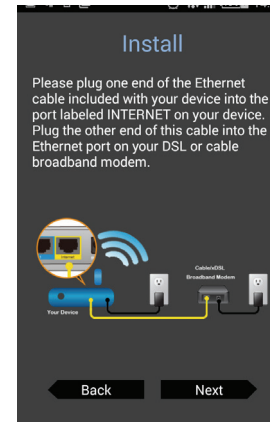 Install
Please plug one end of the Ethernet
cable included with your device into the
port labeled INTERNET on your device.
Plug the other end of this cable into the
Ethernet port on your DSL or cable
broadband modem.
Internet
Cable/xDSL
Broadband Modem
Your Device
Back
Next